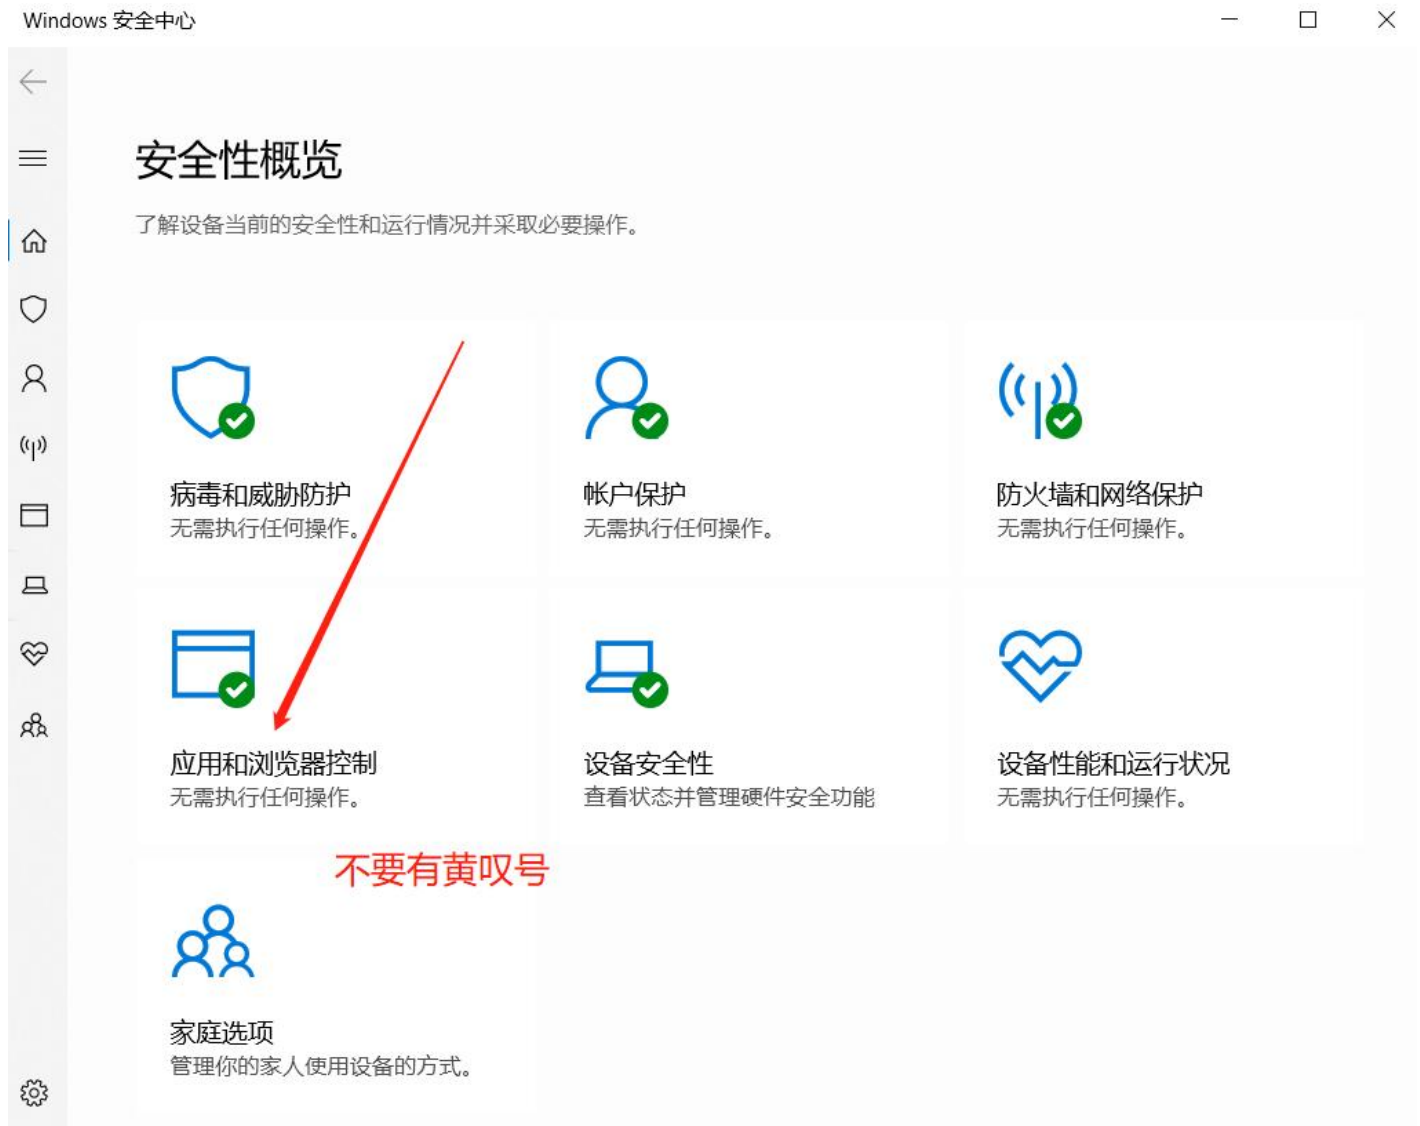 Windows 安全中心
安全性概览
了解设备当前的安全性和运行情况并采取必要操作。
病毒和威胁防护
无需执行任何操作。
帐户保护
无需执行任何操作。
防火墙和网络保护
无需执行任何操作。
应用和浏览器控制
无需执行任何操作。
设备安全性
查看状态并管理硬件安全功能
设备性能和运行状况
无需执行任何操作。
不要有黄叹号
家庭选项
管理你的家人使用设备的方式。